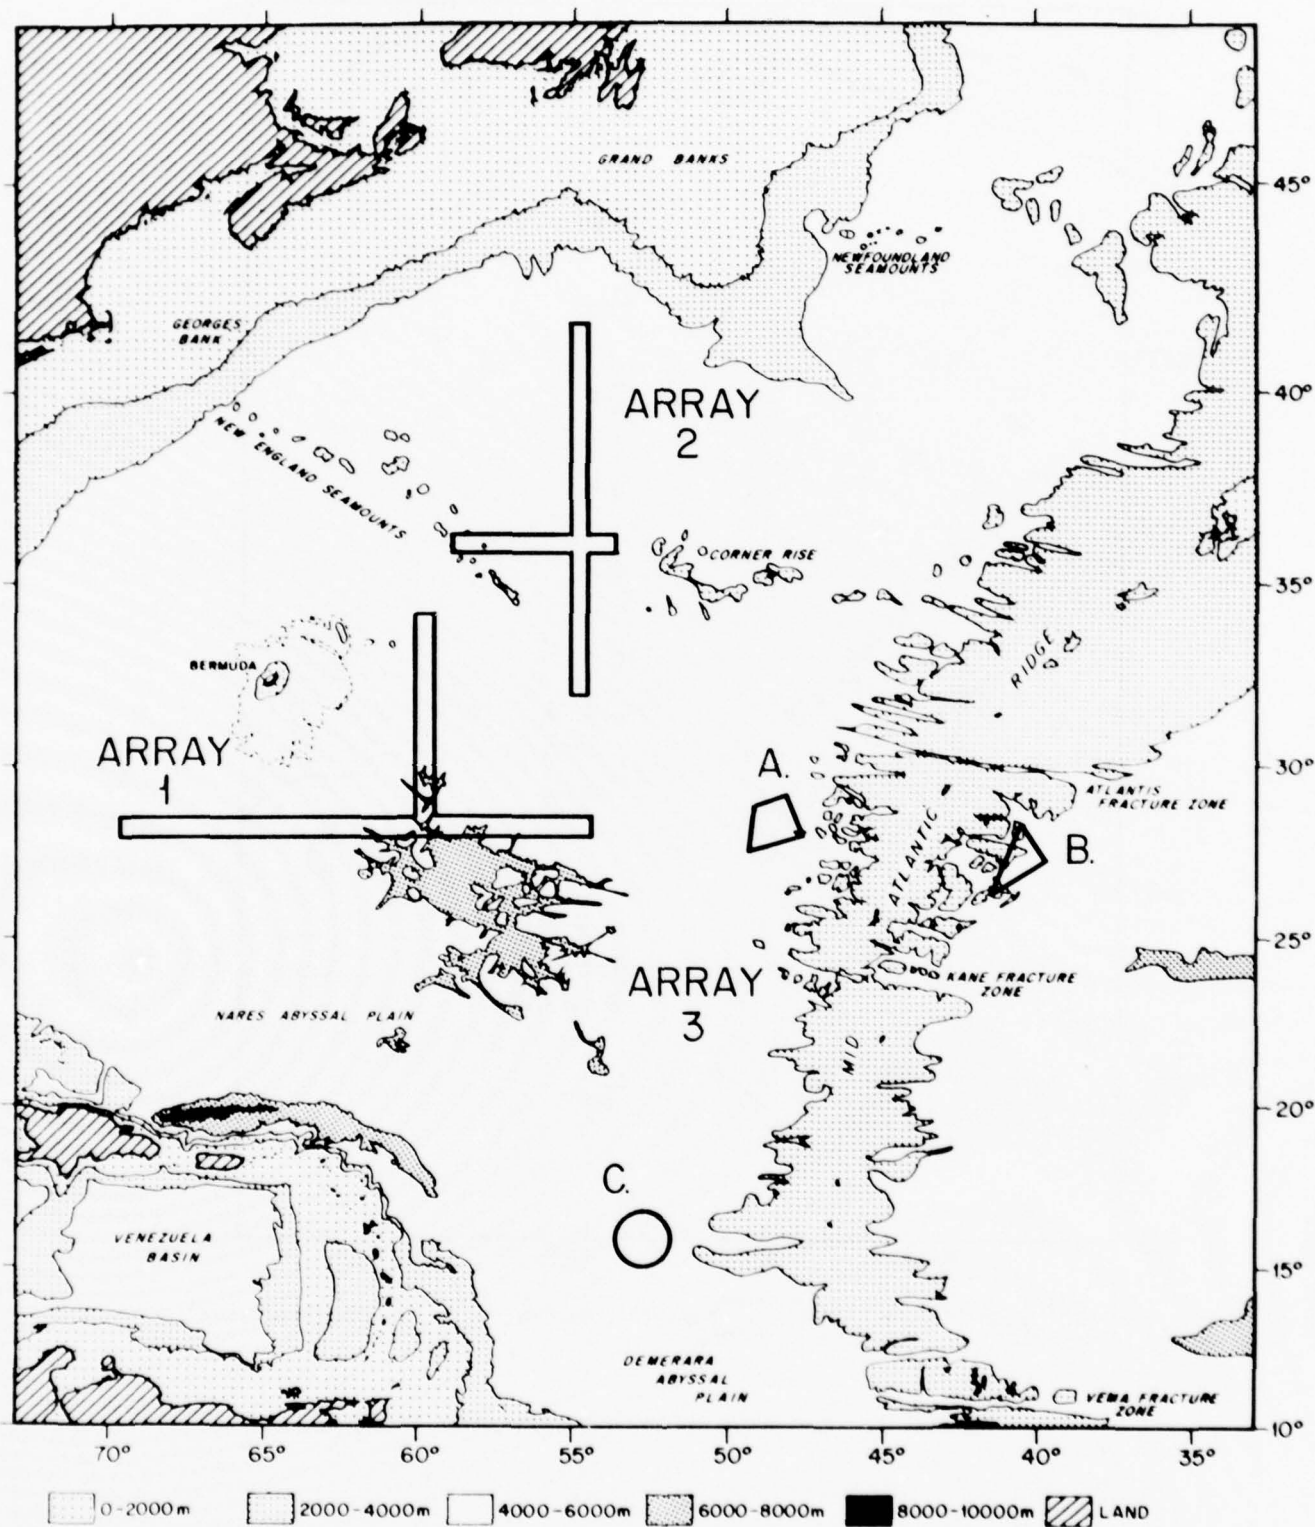 GRAND BANKS
45°
NEWFOUNDLAND
SEAMOUNTS
GEORGES
BANK
ARRAY
2
40°
NEW ENGLAND SEAMOUNTS
CORNER RISE
35°
BERMUDA
RIDGE
ARRAY
1
A.
30°
ATLANTIS
FRACTURE ZONE
ATLANTIC
B.
25°
ARRAY
3
KANE FRACTURE
ZONE
NARES ABYSSAL PLAIN
MID
20°
C.
VENEZUELA
BASIN
15°
DEMERARA
ABYSSAL
PLAIN
VEMA FRACTURE
ZONE
10°
70° 65° 60° 55° 50° 45° 40° 35°
0-2000m 2000-4000m 4000-6000m 6000-8000m 8000-10000m LAND